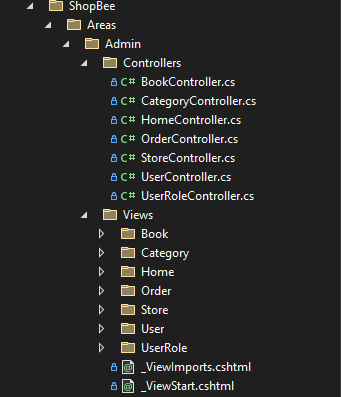 ShopBee
Areas
Admin
Controllers
C# BookController.cs
C# CategoryController.cs
C# HomeController.cs
C# OrderController.cs
C# StoreController.cs
C# UserController.cs
C# UserRoleController.cs
Views
Book
Category
Home
Order
Store
User
UserRole
@ _ViewImports.cshtml
@ _ViewStart.cshtml